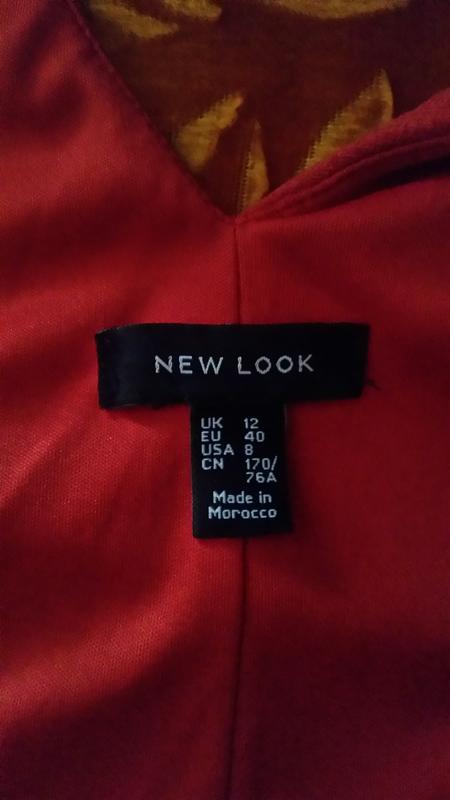 NEW LOOK
UK 12
EU 40
USA 8
CN 170/
76A
Made in
Morocco